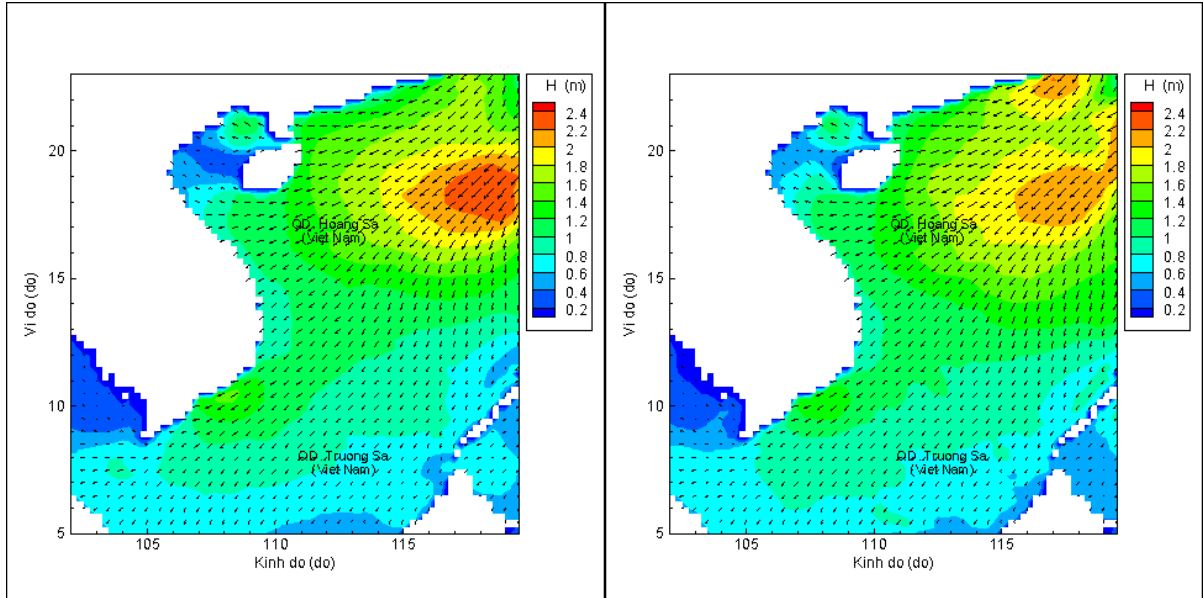 H (m)
2.4
2.2
2
1.8
1.6
1.4
1.2
1
0.8
0.6
0.4
0.2
20
15
10
5
Vi do (do)
QD. Hoang Sa
(Viet Nam)
QD. Truong Sa
(Viet Nam)
105
110
115
Kinh do (do)
H (m)
2.4
2.2
2
1.8
1.6
1.4
1.2
1
0.8
0.6
0.4
0.2
20
15
10
5
Vi do (do)
QD. Hoang Sa
(Viet Nam)
QD. Truong Sa
(Viet Nam)
105
110
115
Kinh do (do)